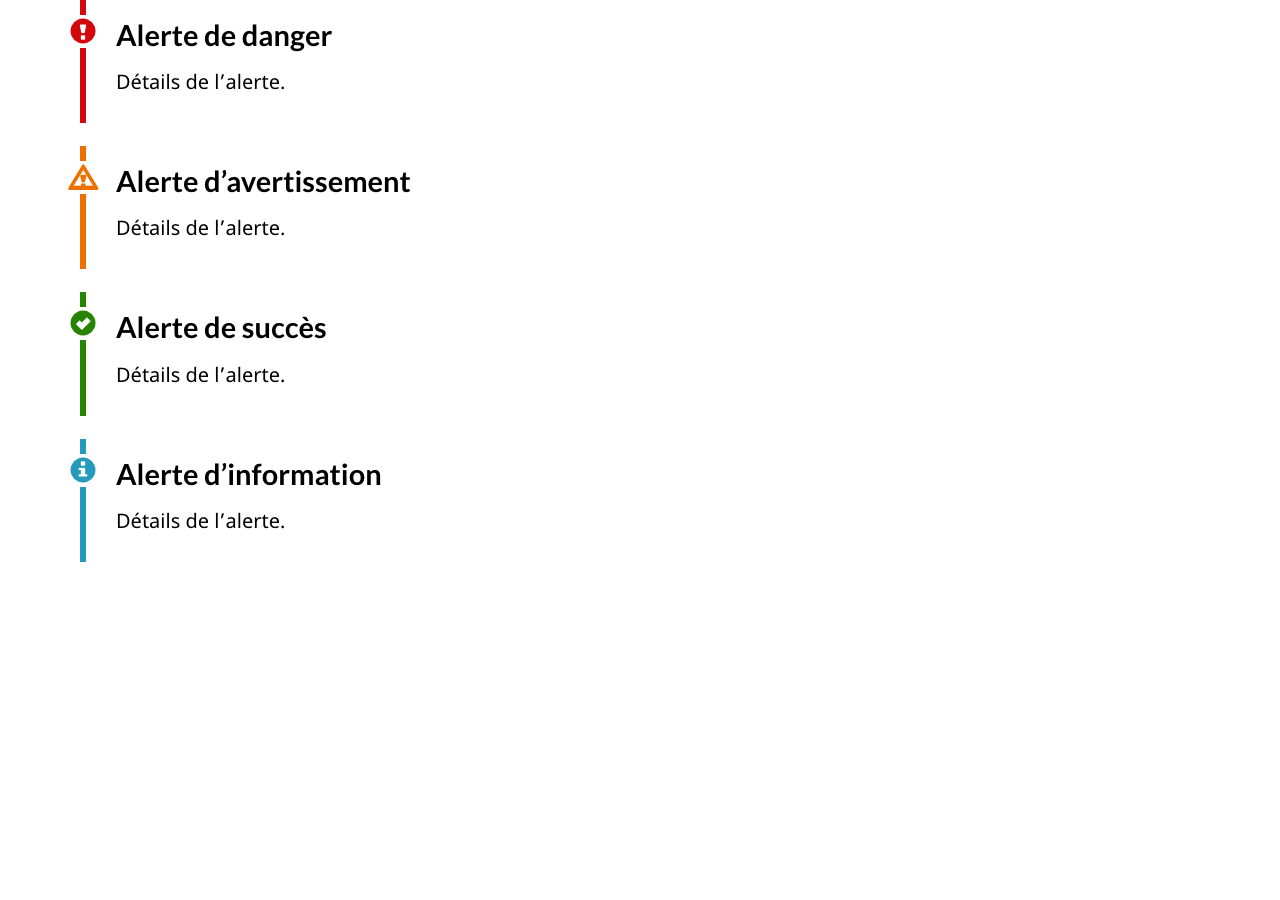 Alerte de danger
Détails de l’alerte.
Alerte d’avertissement
Détails de l’alerte.
Alerte de succès
Détails de l’alerte.
Alerte d’information
Détails de l’alerte.